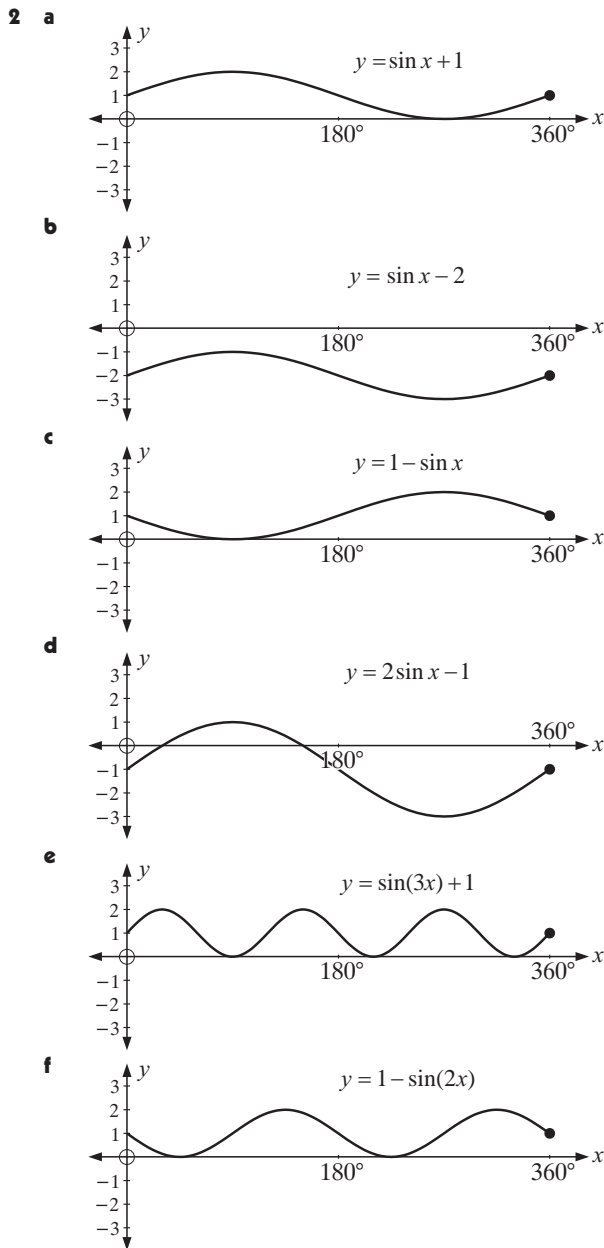 2 a
y
3
2
1
y = sin x + 1
180°
360°
x
−1
−2
−3
b
y
3
2
1
y = sin x − 2
180°
360°
x
−1
−2
−3
c
y
3
2
1
y = 1 − sin x
180°
360°
x
−1
−2
−3
d
y
3
2
1
y = 2 sin x − 1
360°
x
180°
−1
−2
−3
e
y
3
2
1
y = sin(3x) + 1
180°
360°
x
−1
−2
−3
f
y
3
2
1
y = 1 − sin(2x)
180°
360°
x
−1
−2
−3